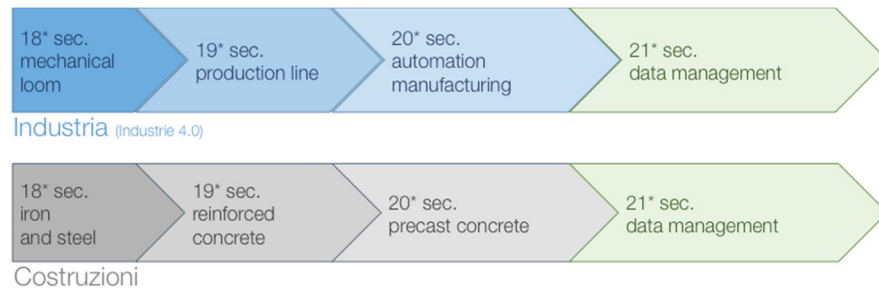 18* sec.
mechanical
loom
19* sec.
production line
20* sec.
automation
manufacturing
21* sec.
data management
Industria (Industrie 4.0)
18* sec.
iron
and steel
19* sec.
reinforced
concrete
20* sec.
precast concrete
21* sec.
data management
Costruzioni